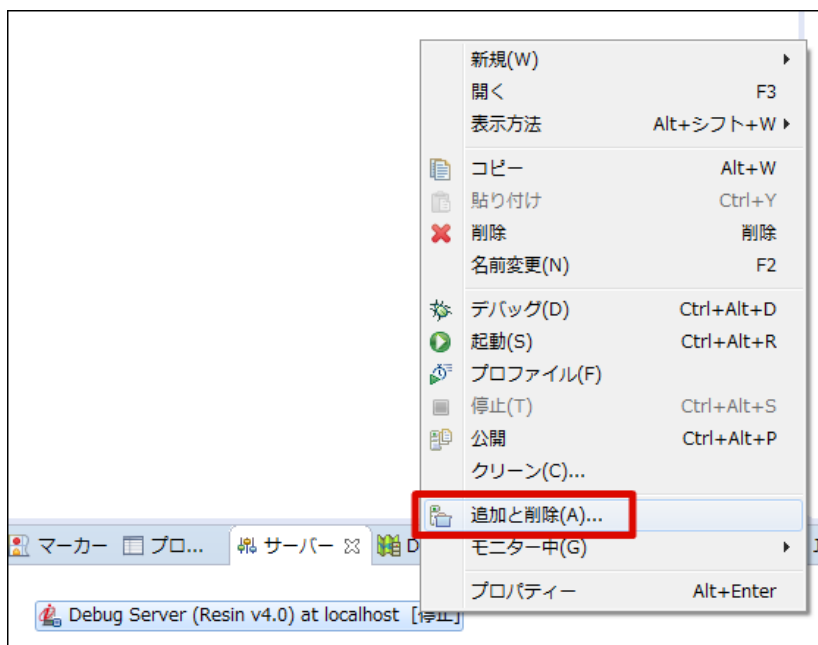 新規(W)
開く F3
表示方法 Alt+シフト+W
コピー Alt+W
貼り付け Ctrl+Y
削除 削除
名前変更(N) F2
デバッグ(D) Ctrl+Alt+D
起動(S) Ctrl+Alt+R
プロファイル(F)
停止(T) Ctrl+Alt+S
公開 Ctrl+Alt+P
クリーン(C)...
追加と削除(A)...
マーカー プロ... サーバー D
モニター中(G)
プロパティー Alt+Enter
Debug Server (Resin v4.0) at localhost [停止]